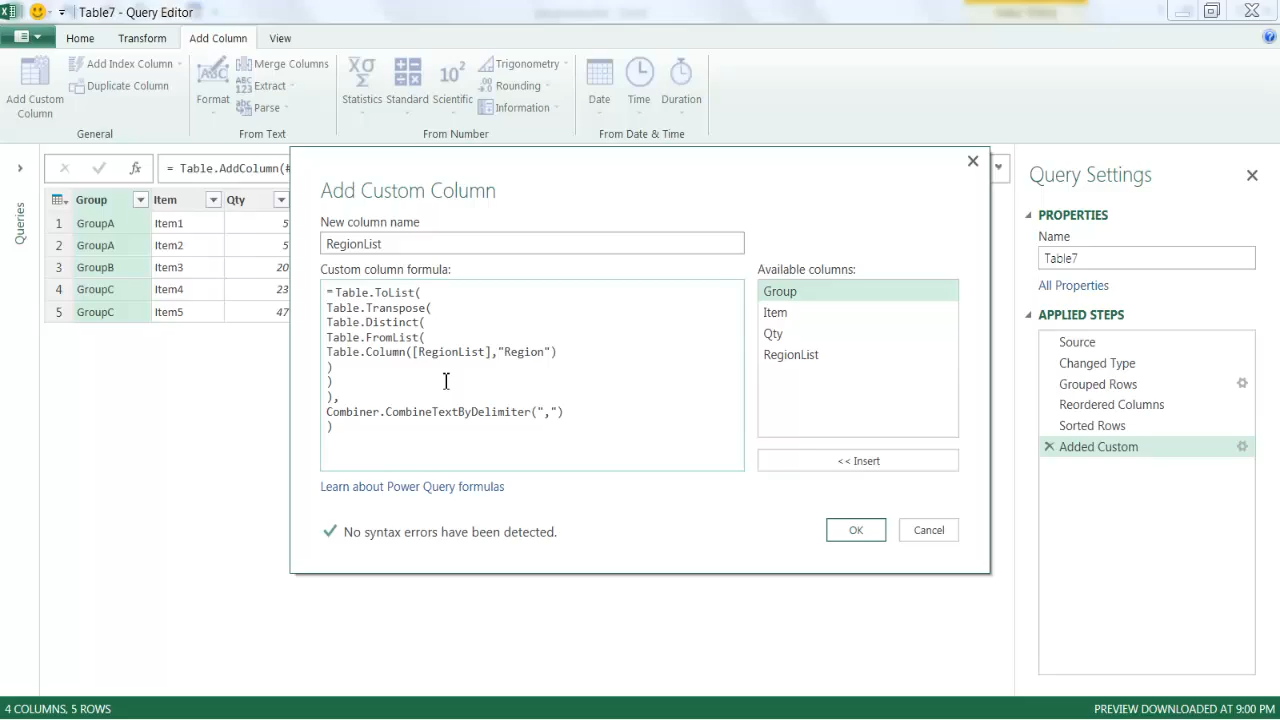 Table7 - Query Editor
Home Transform Add Column View
Add Custom Column
Add Index Column
Duplicate Column
General
Format
Merge Columns
Extract
Parse
From Text
Statistics Standard Scientific
Trigonometry
Rounding
Information
From Number
Date Time Duration
From Date & Time
Queries
fx = Table.AddColumn(#
Group Item Qty
1 GroupA Item1 5
2 GroupA Item2 5
3 GroupB Item3 20
4 GroupC Item4 23
5 GroupC Item5 47
Add Custom Column
New column name
RegionList
Custom column formula:
=Table.ToList(
Table.Transpose(
Table.Distinct(
Table.FromList(
Table.Column([RegionList],"Region")
)
)
),
Combiner.CombineTextByDelimiter(",")
)
Available columns:
Group
Item
Qty
RegionList
<< Insert
Learn about Power Query formulas
No syntax errors have been detected.
OK Cancel
Query Settings
PROPERTIES
Name
Table7
All Properties
APPLIED STEPS
Source
Changed Type
Grouped Rows
Reordered Columns
Sorted Rows
Added Custom
4 COLUMNS, 5 ROWS
PREVIEW DOWNLOADED AT 9:00 PM